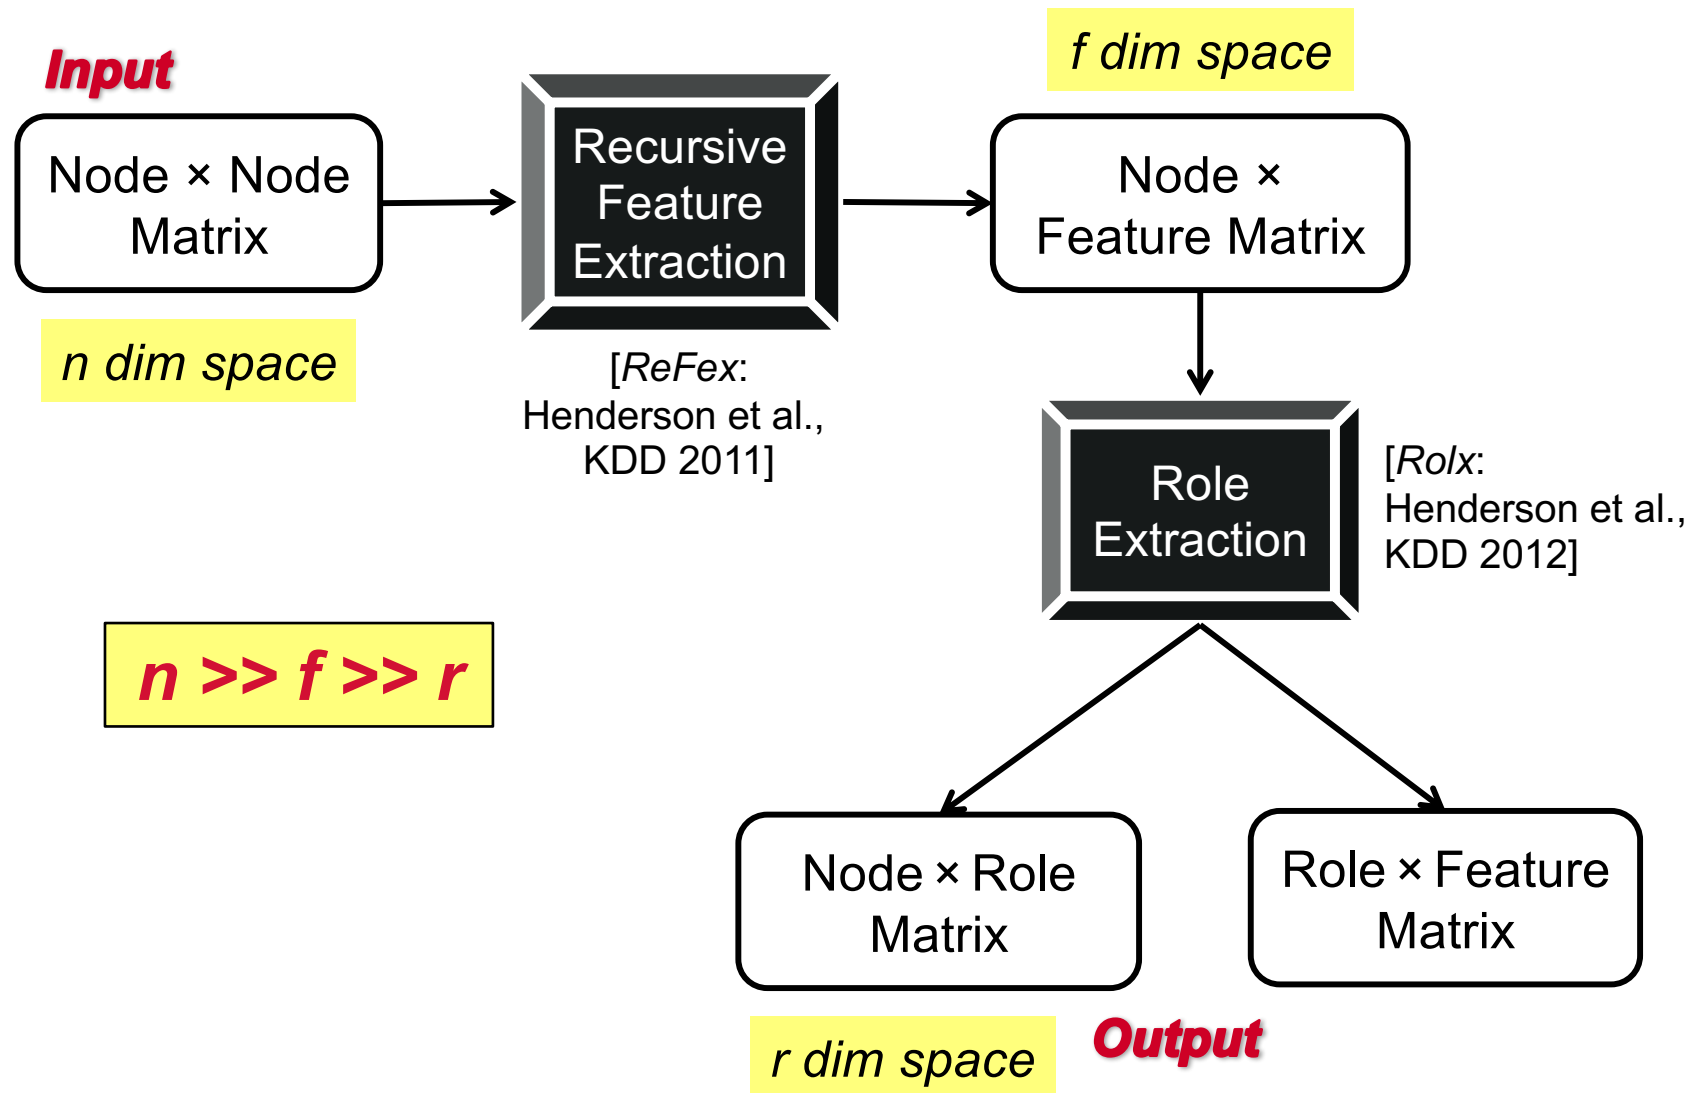 Input
Node × Node
Matrix
n dim space
Recursive
Feature
Extraction
[ReFex:
Henderson et al.,
KDD 2011]
f dim space
Node ×
Feature Matrix
Role
Extraction
[Rolx:
Henderson et al.,
KDD 2012]
n >> f >> r
Node × Role
Matrix
Role × Feature
Matrix
r dim space
Output